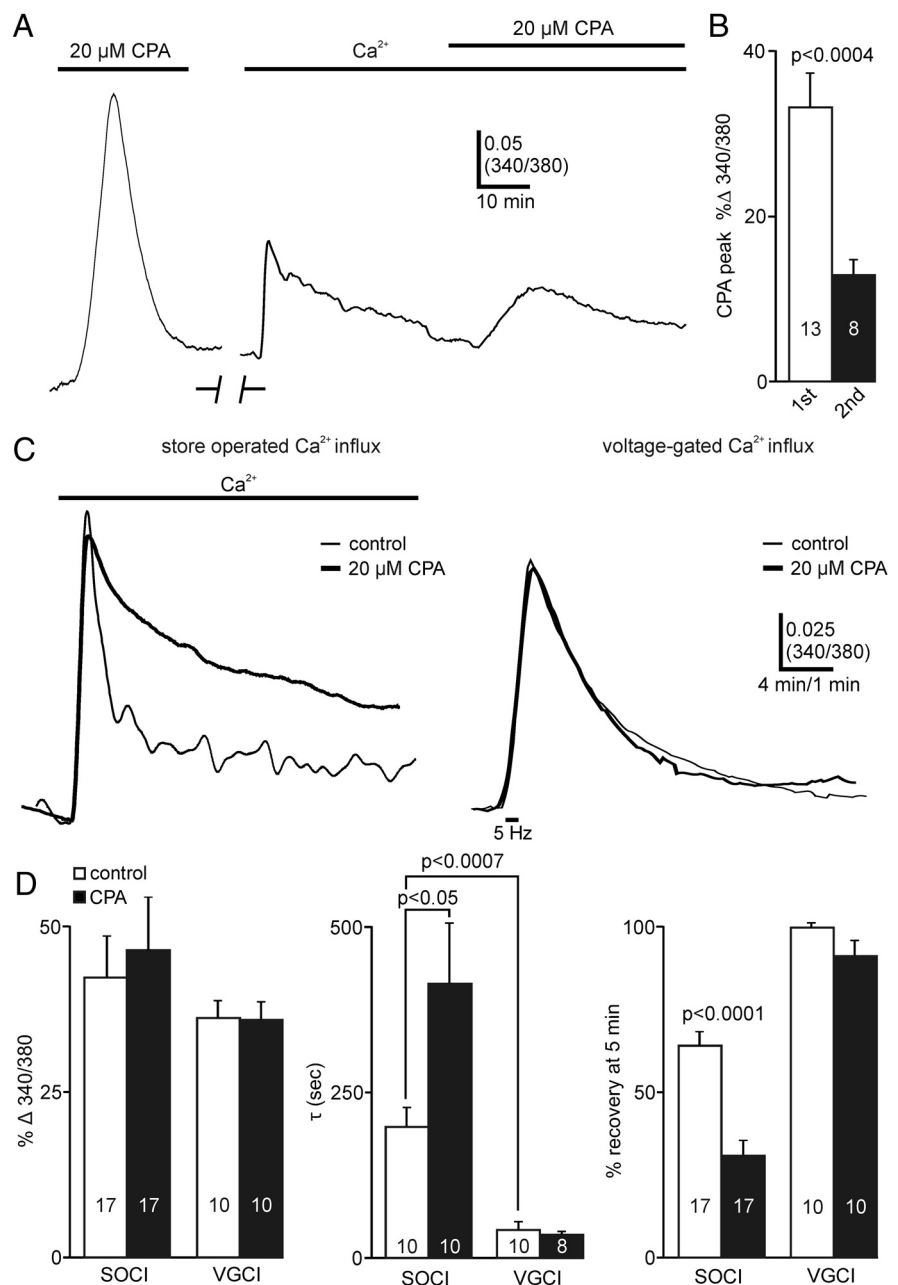 A
20 µM CPA
Ca²⁺
20 µM CPA
0.05
(340/380)
10 min
B
40
p<0.0004
CPA peak %Δ 340/380
20
13
8
0
1st
2nd
C
store operated Ca²⁺ influx
voltage-gated Ca²⁺ influx
Ca²⁺
control
20 µM CPA
control
20 µM CPA
0.025
(340/380)
4 min/1 min
5 Hz
D
control
CPA
50
% Δ 340/380
25
17
17
10
10
0
SOCI
VGCI
p<0.0007
p<0.05
500
τ (sec)
250
10
10
10
8
0
SOCI
VGCI
100
p<0.0001
% recovery at 5 min
50
17
17
10
10
0
SOCI
VGCI